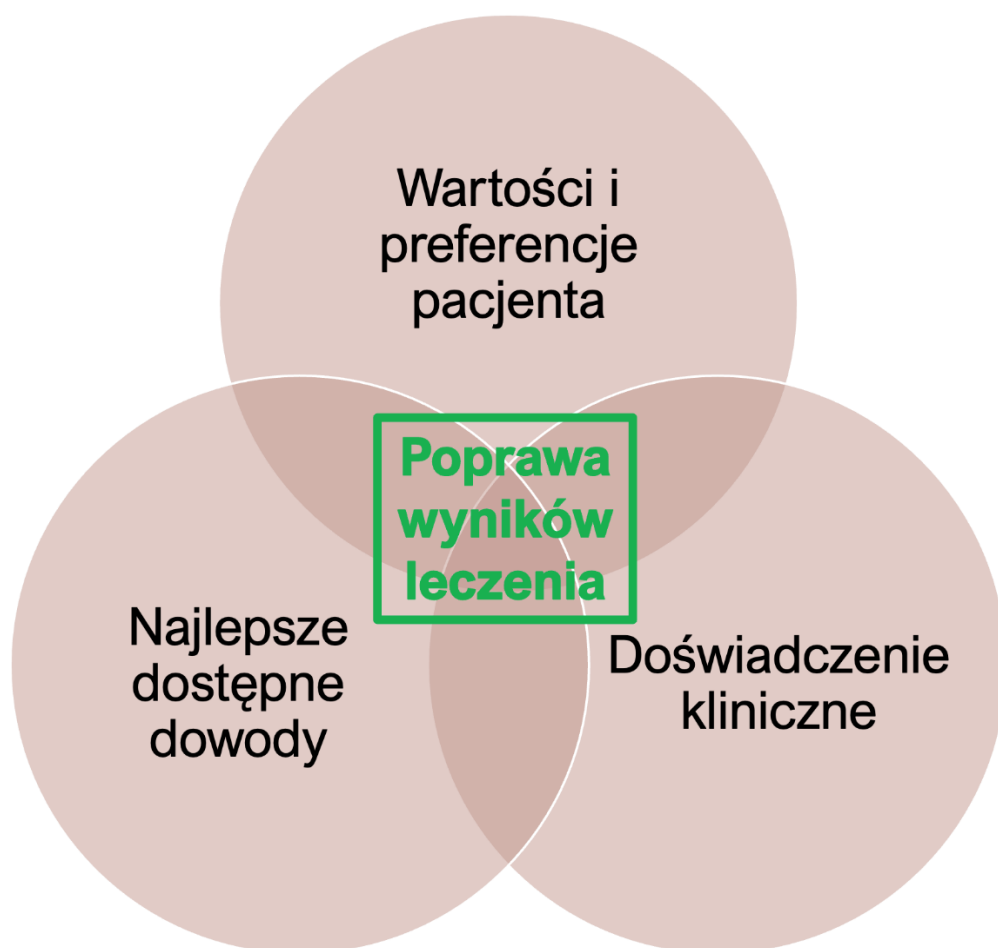 Wartości i
preferencje
pacjenta
Poprawa
wyników
leczenia
Najlepsze
dostępne
dowody
Doświadczenie
kliniczne